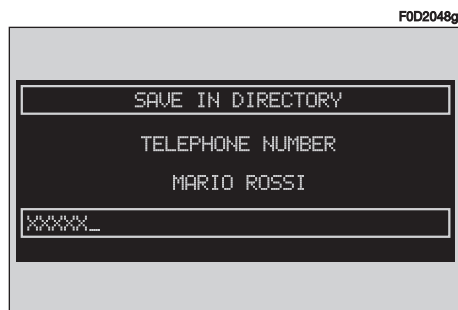 F0D2048g
SAVE IN DIRECTORY
TELEPHONE NUMBER
MARIO ROSSI
XXXXX_